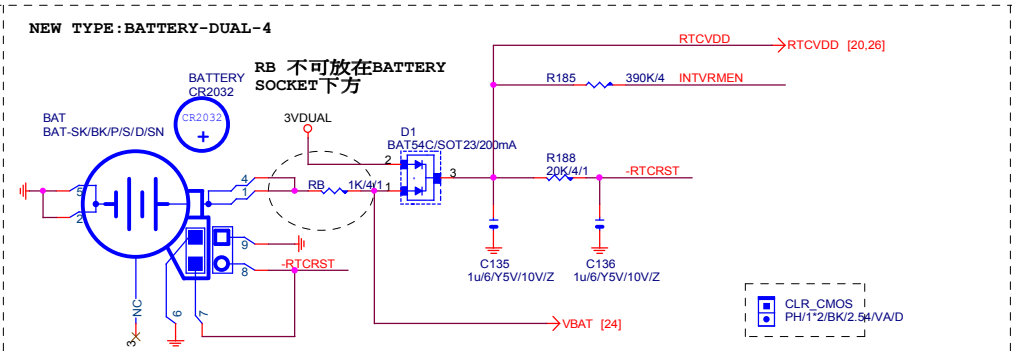 NEW TYPE:BATTERY-DUAL-4
RTCVDD
RTCVDD [20,26]
RB 不可放在BATTERY
SOCKET下方
BATTERY
CR2032
R185
390K/4
INTVRMEN
CR2032
+
BAT
BAT-SK/BK/P/S/D/SN
3VDUAL
D1
BAT54C/SOT23/200mA
2
3
1
R188
20K/4/1
-RTCRST
RB
1K/4/1
4
1
5
2
9
8
-RTCRST
C135
1u/6/Y5V/10V/Z
C136
1u/6/Y5V/10V/Z
NC
3
6
7
VBAT [24]
CLR_CMOS
PH/1*2/BK/2.54/VA/D